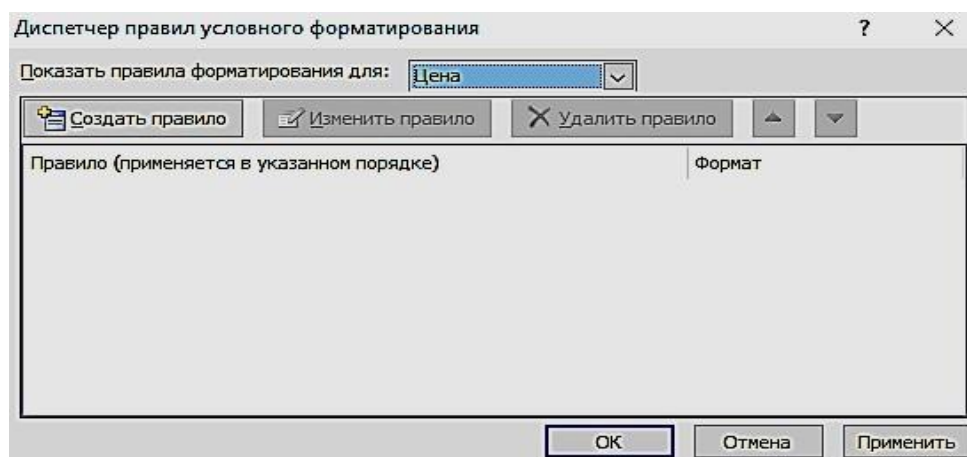 Диспетчер правил условного форматирования ?
Показать правила форматирования для: Цена
Создать правило Изменить правило Удалить правило
Правило (применяется в указанном порядке) Формат
ОК Отмена Применить